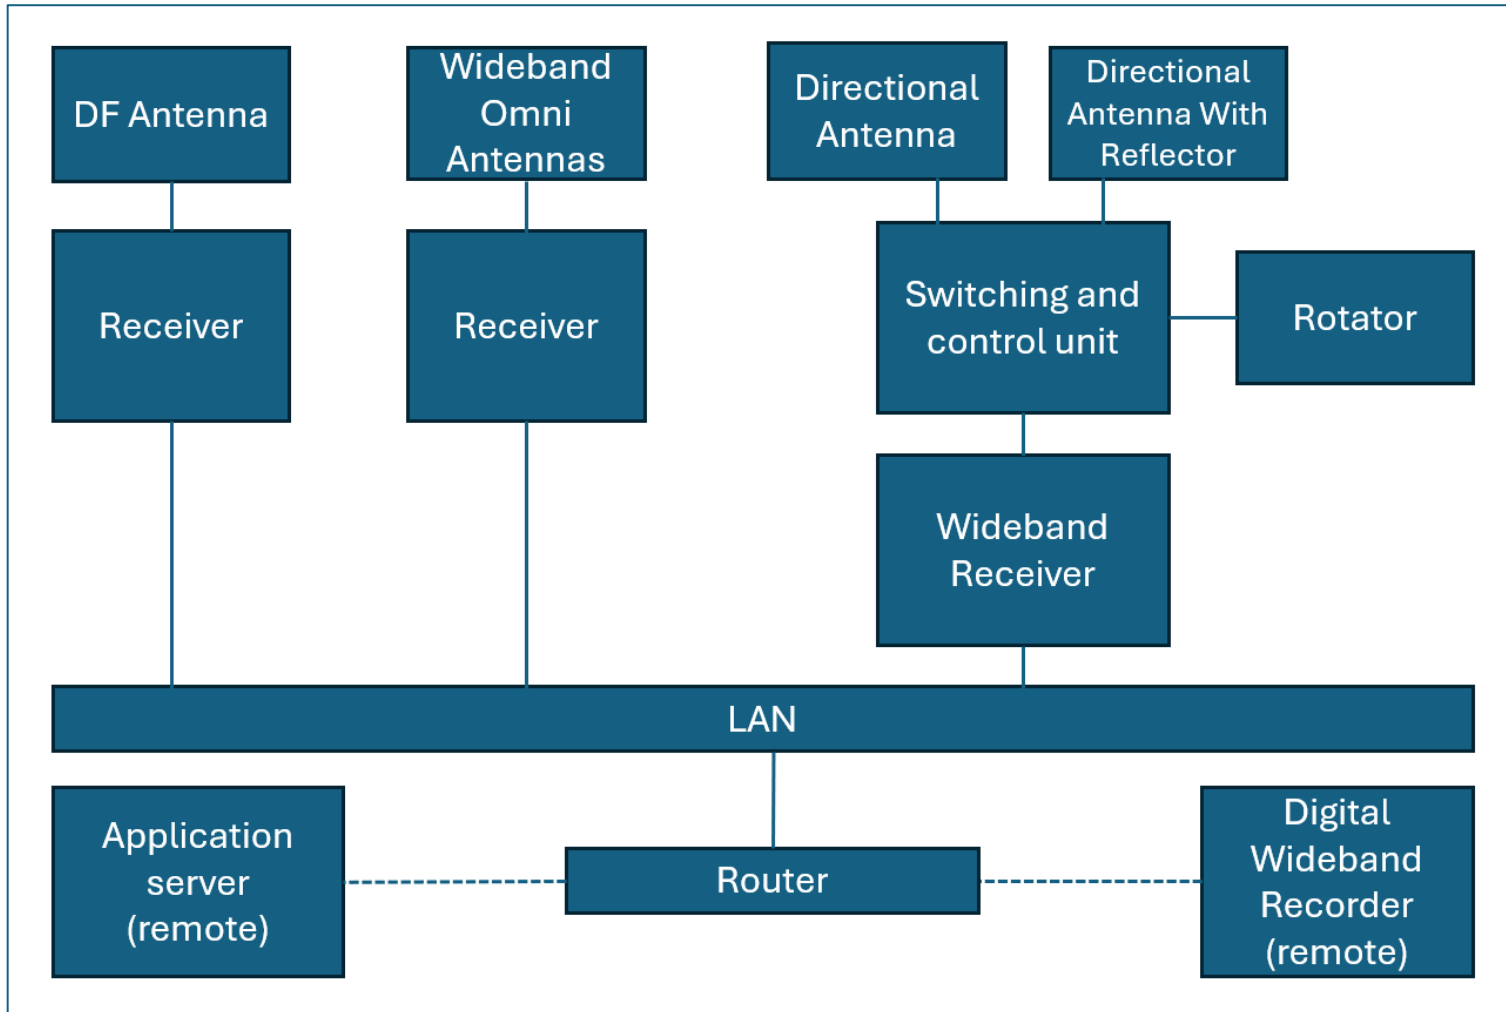 DF Antenna
Wideband
Omni
Antennas
Directional
Antenna
Directional
Antenna With
Reflector
Receiver
Receiver
Switching and
control unit
Rotator
Wideband
Receiver
LAN
Application
server
(remote)
Router
Digital
Wideband
Recorder
(remote)